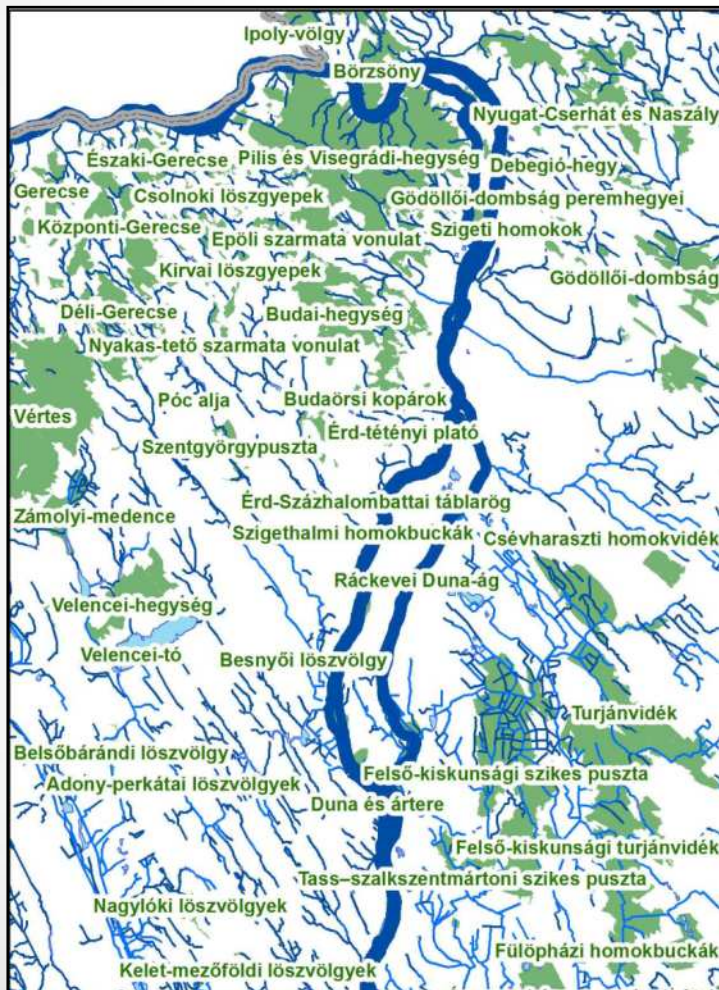 Ipoly-völgy
Börzsöny
Nyugat-Cserhát és Naszály
Északi-Gerecse
Pilis és Visegrádi-hegység
Debegió-hegy
Gerecse
Csolnoki löszgyepek
Gödöllői-dombság peremhegyei
Központi-Gerecse
Epöli szarmata vonulat
Szigeti homokok
Kirvai löszgyepek
Gödöllői-dombság
Déli-Gerecse
Budai-hegység
Nyakas-tető szarmata vonulat
Póc alja
Budaörsi kopárok
Vértes
Érd-tétényi plató
Szentgyörgypuszta
Érd-Százhalombattai táblarög
Zámolyi-medence
Szigethalmi homokbuckák
Csévharaszti homokvidék
Ráckevei Duna-ág
Velencei-hegység
Velencei-tó
Besnyői löszvölgy
Turjánvidék
Belsőbárándi löszvölgy
Felső-kiskunsági szikes puszta
Adony-perkátai löszvölgyek
Duna és ártere
Felső-kiskunsági turjánvidék
Tass–szalkszentmártoni szikes puszta
Nagylóki löszvölgyek
Fülöpházi homokbuckák
Kelet-mezőföldi löszvölgyek